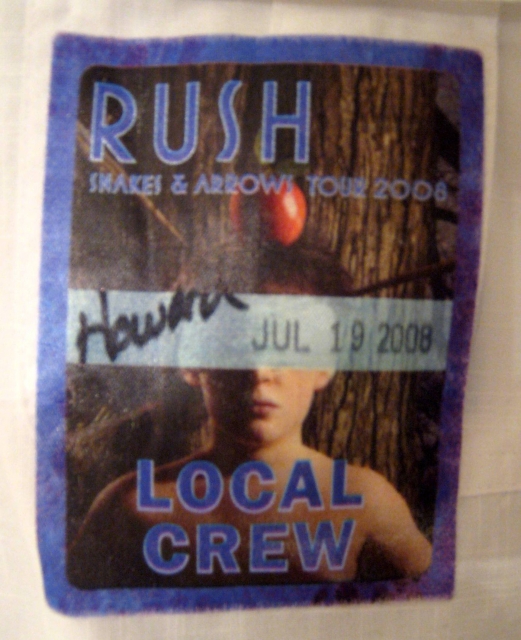 RUSH
SNAKES & ARROWS TOUR 2008
Howard
JUL 19 2008
LOCAL
CREW